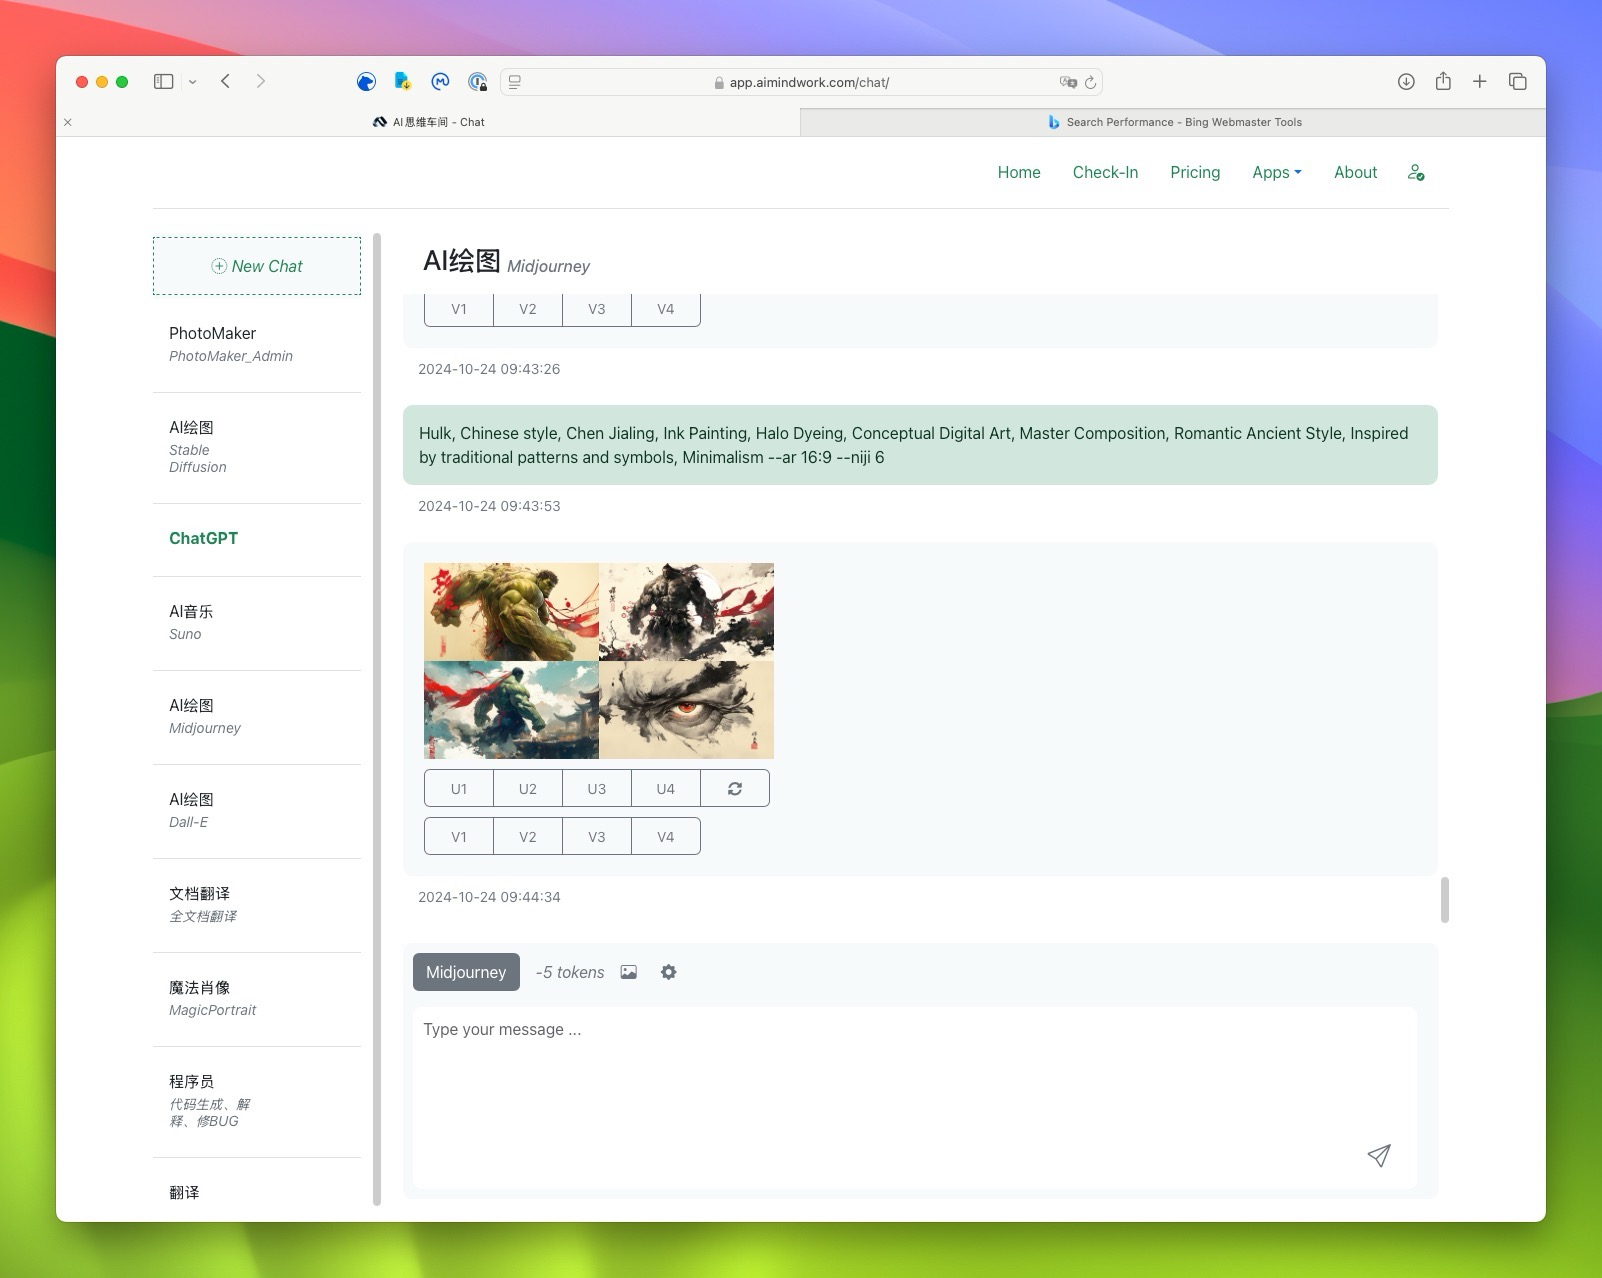 app.aimindwork.com/chat/
AI思维车间 - Chat
Search Performance - Bing Webmaster Tools
Home
Check-In
Pricing
Apps
About
New Chat
PhotoMaker
PhotoMaker_Admin
AI绘图
Stable
Diffusion
ChatGPT
AI音乐
Suno
AI绘图
Midjourney
AI绘图
Dall-E
文档翻译
全文档翻译
魔法肖像
MagicPortrait
程序员
代码生成、解
释、修BUG
翻译
AI绘图 Midjourney
V1 V2 V3 V4
2024-10-24 09:43:26
Hulk, Chinese style, Chen Jialing, Ink Painting, Halo Dyeing, Conceptual Digital Art, Master Composition, Romantic Ancient Style, Inspired
by traditional patterns and symbols, Minimalism --ar 16:9 --niji 6
2024-10-24 09:43:53
U1 U2 U3 U4
V1 V2 V3 V4
2024-10-24 09:44:34
Midjourney -5 tokens
Type your message ...